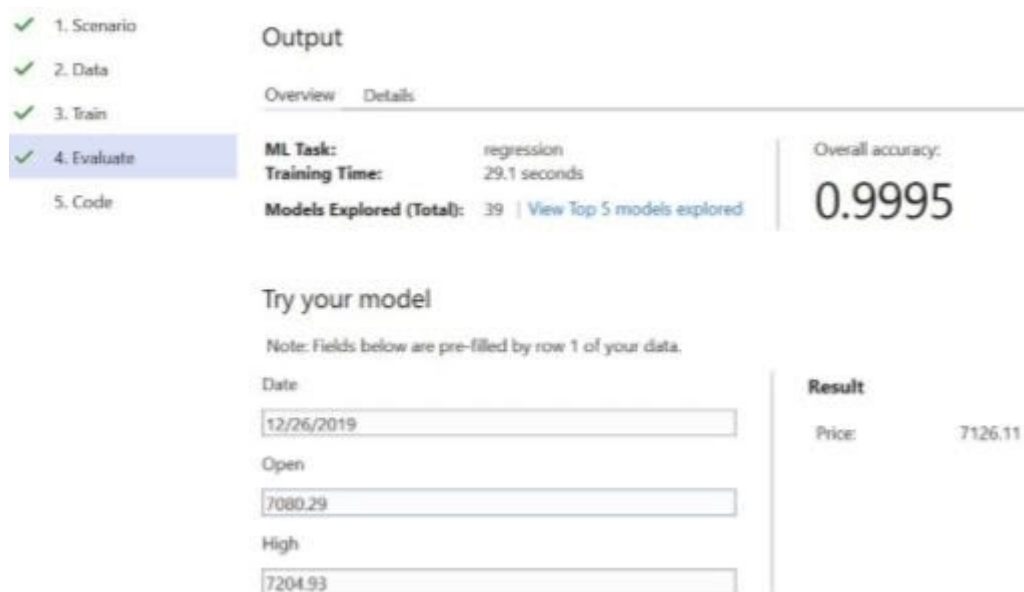 1. Scenario
2. Data
3. Train
4. Evaluate
5. Code
Output
Overview Details
ML Task: regression
Training Time: 29.1 seconds
Models Explored (Total): 39 | View Top 5 models explored
Overall accuracy:
0.9995
Try your model
Note: Fields below are pre-filled by row 1 of your data.
Date
12/26/2019
Open
7080.29
High
7204.93
Result
Price: 7126.11